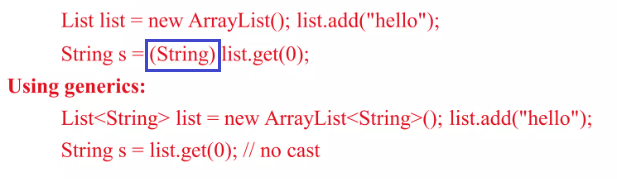 List list = new ArrayList(); list.add("hello");
String s = (String) list.get(0);
Using generics:
List<String> list = new ArrayList<String>(); list.add("hello");
String s = list.get(0); // no cast